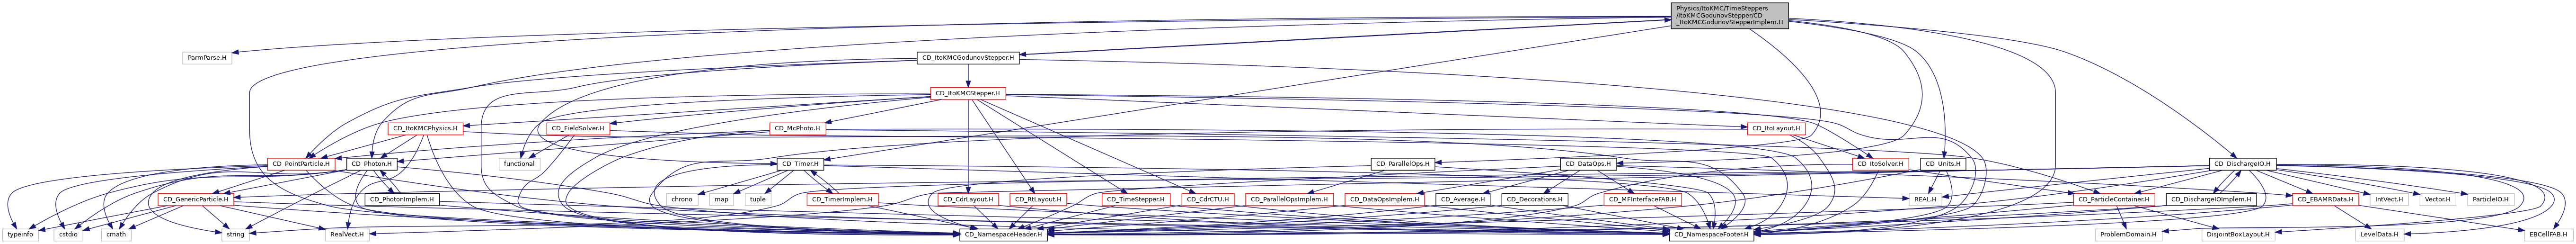 Physics/ItoKMC/TimeSteppers
/ItoKMCGodunovStepper/CD
_ItoKMCGodunovStepperImplem.H
ParmParse.H
CD_ItoKMCGodunovStepper.H
CD_ItoKMCStepper.H
CD_ItoKMCPhysics.H
CD_FieldSolver.H
CD_McPhoto.H
CD_ItoLayout.H
CD_PointParticle.H
CD_Photon.H
functional
CD_Timer.H
CD_ParallelOps.H
CD_DataOps.H
CD_ItoSolver.H
CD_Units.H
CD_DischargeIO.H
CD_GenericParticle.H
CD_PhotonImplem.H
chrono
map
tuple
CD_TimerImplem.H
CD_CdrLayout.H
CD_RtLayout.H
CD_TimeStepper.H
CD_CdrCTU.H
CD_ParallelOpsImplem.H
CD_DataOpsImplem.H
CD_Average.H
CD_Decorations.H
CD_MFInterfaceFAB.H
REAL.H
CD_ParticleContainer.H
CD_DischargeIOImplem.H
CD_EBAMRData.H
IntVect.H
Vector.H
ParticleIO.H
typeinfo
cstdio
cmath
string
RealVect.H
CD_NamespaceHeader.H
CD_NamespaceFooter.H
ProblemDomain.H
DisjointBoxLayout.H
LevelData.H
EBCellFAB.H